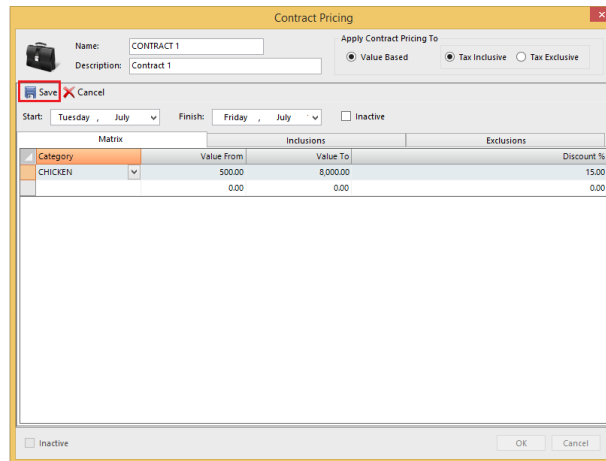 Contract Pricing
Name: CONTRACT 1
Description: Contract 1
Apply Contract Pricing To
Value Based Tax Inclusive Tax Exclusive
Save Cancel
Start: Tuesday , July Finish: Friday , July Inactive
Matrix Inclusions Exclusions
Category Value From Value To Discount %
CHICKEN 500.00 8,000.00 15.00
0.00 0.00 0.00
Inactive OK Cancel